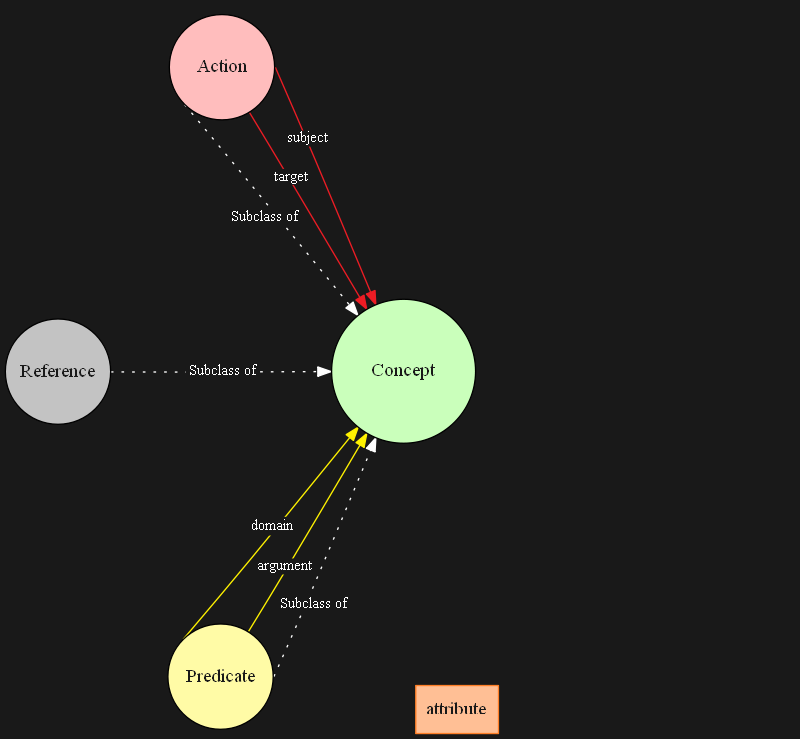 Action
subject
target
Subclass of
Reference
Subclass of
Concept
domain
argument
Subclass of
Predicate
attribute